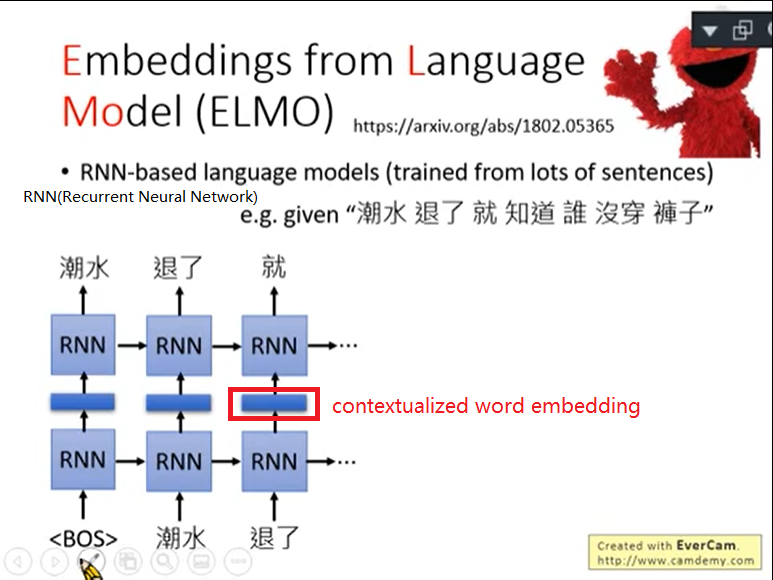 Embeddings from Language
Model (ELMO)
https://arxiv.org/abs/1802.05365
• RNN-based language models (trained from lots of sentences)
RNN(Recurrent Neural Network)
e.g. given “潮水 退了 就 知道 誰 沒穿 褲子”
潮水 退了 就
RNN RNN RNN ...
contextualized word embedding
RNN RNN RNN ...
<BOS> 潮水 退了
Created with EverCam.
http://www.camdemy.com